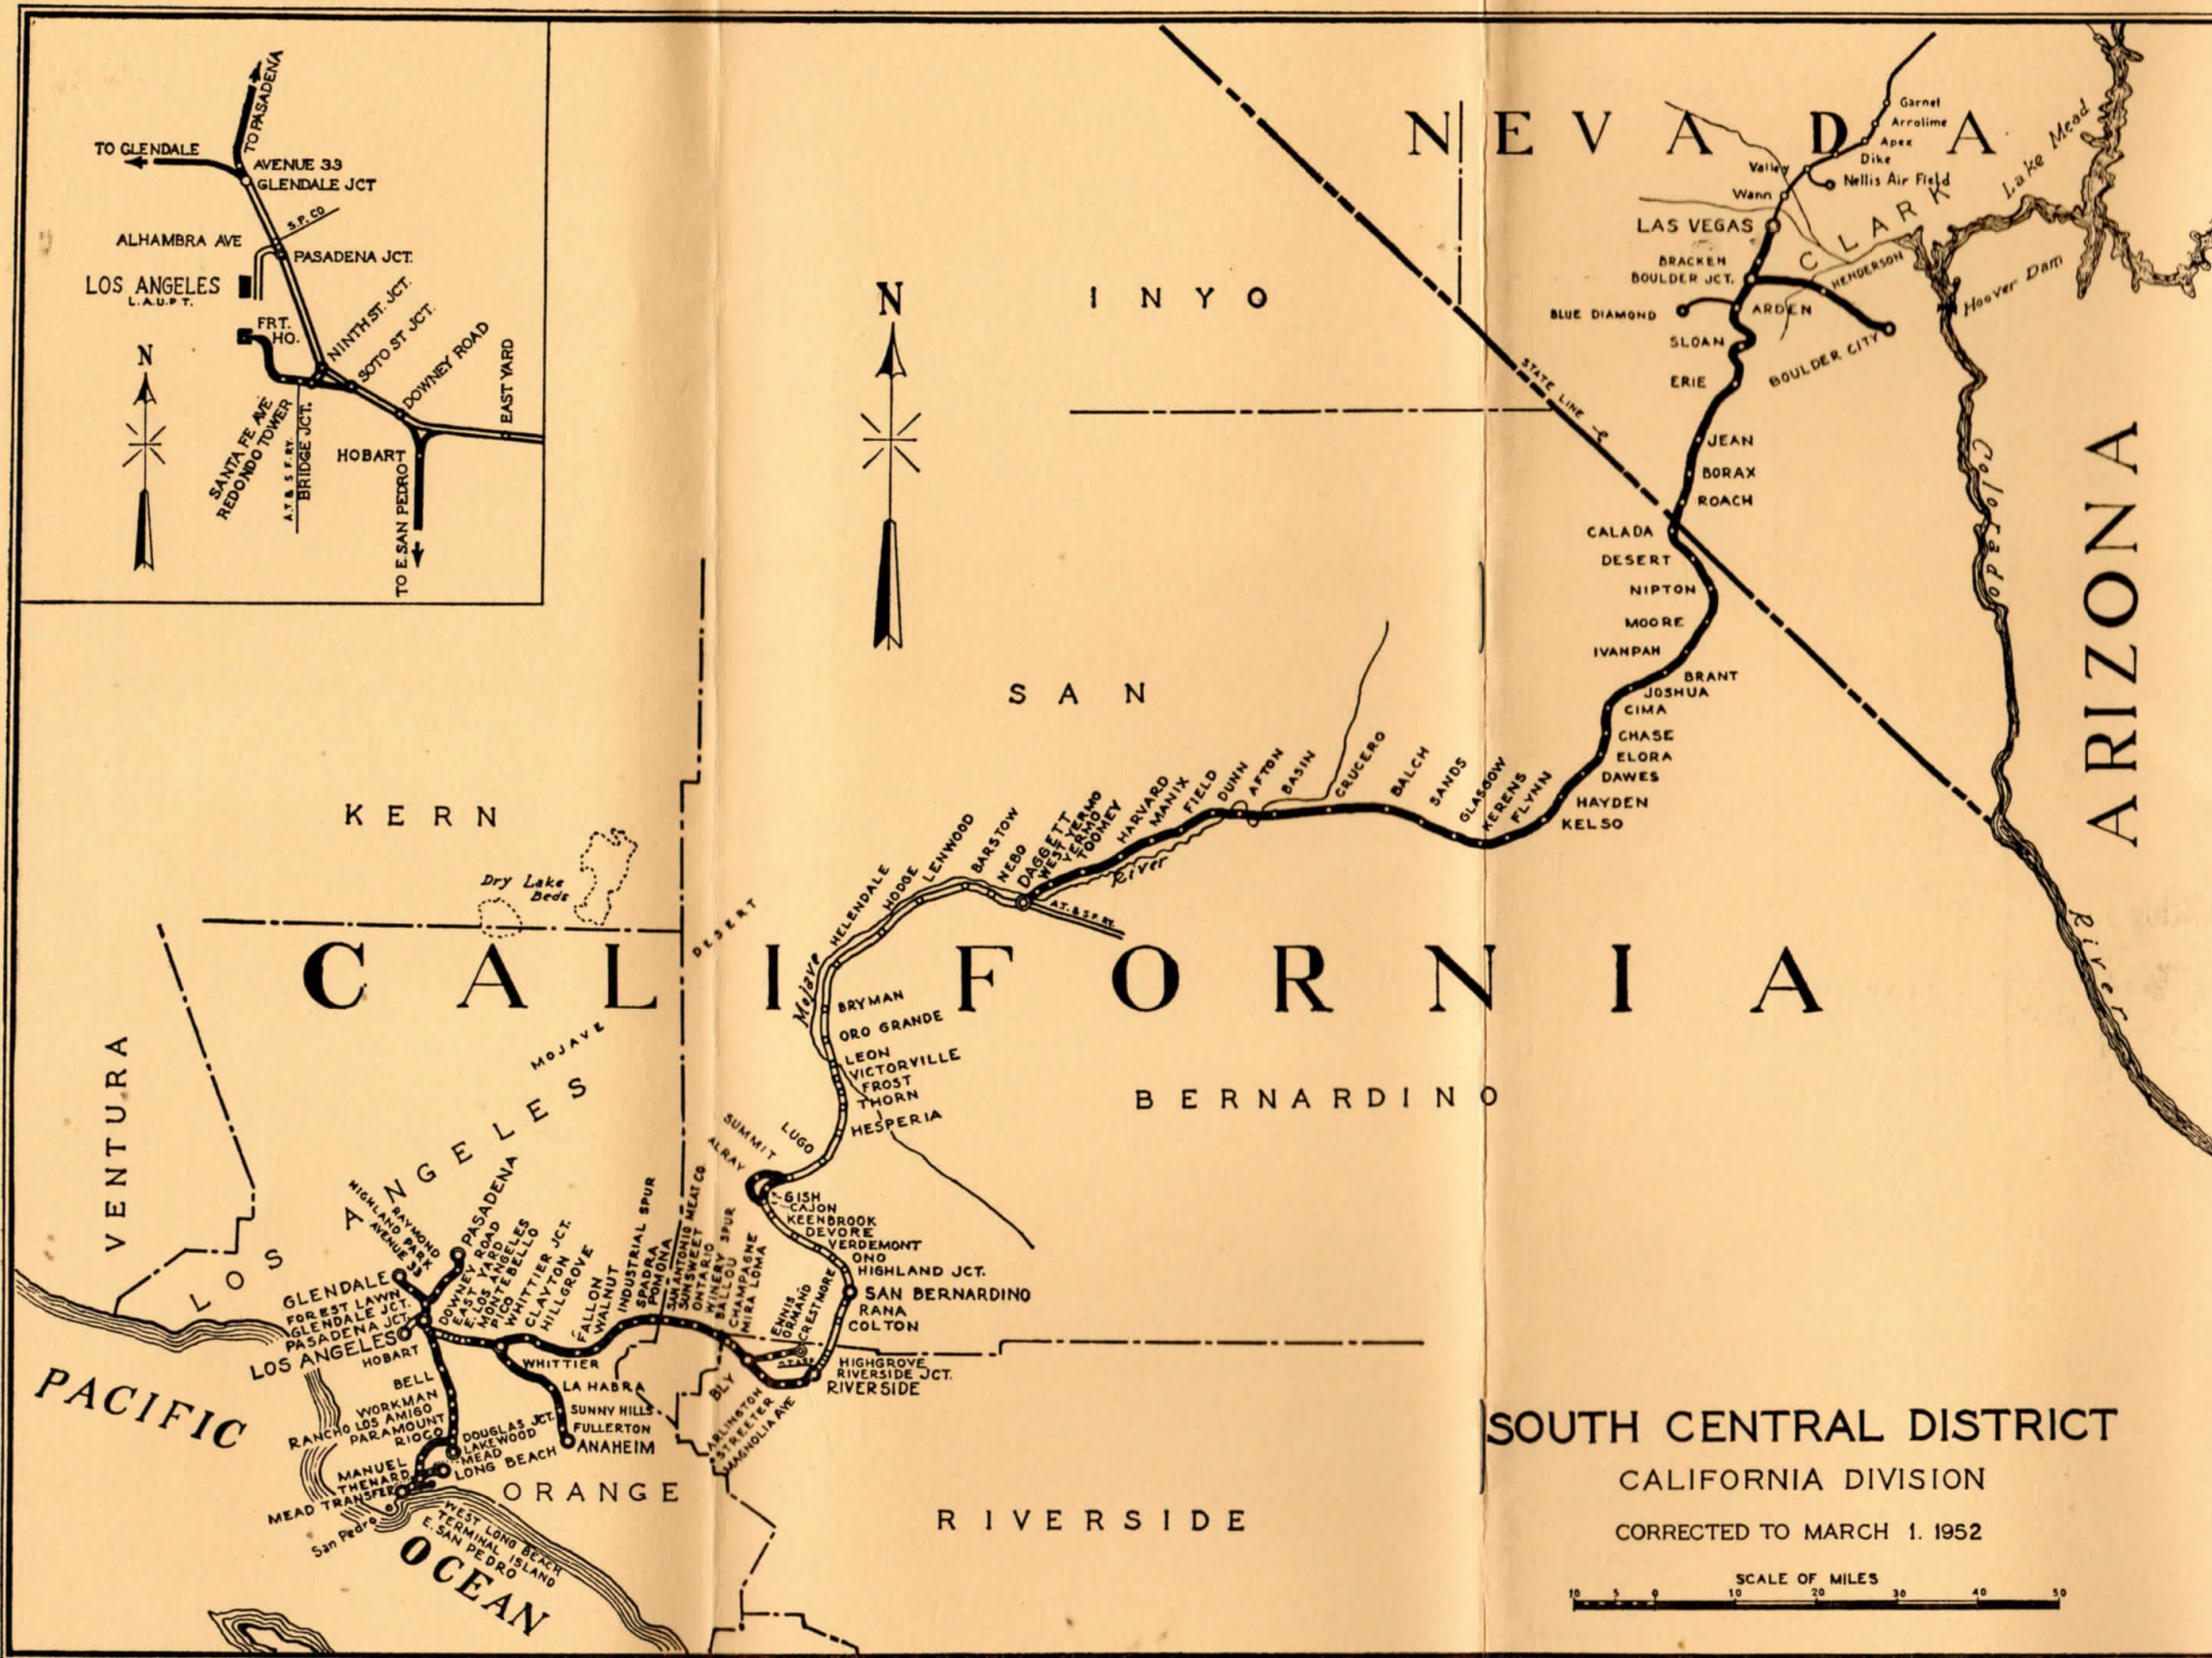 TO PASADENA
TO GLENDALE
AVENUE 33
GLENDALE JCT
S.P. CO
ALHAMBRA AVE
PASADENA JCT.
LOS ANGELES
L.A.U.P T.
FRT.
HO.
NINTH ST. JCT.
SOTO ST JCT.
DOWNEY ROAD
EAST YARD
N
SANTA FE AVE
REDONDO TOWER
A.T. & S.F. RY.
BRIDGE JCT.
HOBART
TO E. SAN PEDRO
N
NEVADA
Garnet
Arrolime
Apex
Dike
Valley
Nellis Air Field
Wann
LAS VEGAS
CLARK
Lake Mead
BRACKEN
BOULDER JCT.
HENDERSON
Hoover Dam
BLUE DIAMOND
ARDEN
SLOAN
BOULDER CITY
ERIE
INYO
STATE LINE
JEAN
BORAX
ROACH
CALADA
DESERT
NIPTON
MOORE
IVANPAH
BRANT
JOSHUA
CIMA
CHASE
ELORA
DAWES
HAYDEN
KELSO
Colorado
River
ARIZONA
SAN
BERNARDINO
FLYNN
KERENS
GLASGOW
SANDS
BALCH
CRUCERO
BASIN
AFTON
DUNN
FIELD
MANIX
HARVARD
TOOMEY
YERMO
WEST YERMO
DAGGETT
NEBO
BARSTOW
LENWOOD
HODGE
HELENDALE
River
A.T. & S.F. RY.
Mojave
KERN
Dry Lake
Beds
DESERT
CALIFORNIA
MOJAVE
BRYMAN
ORO GRANDE
LEON
VICTORVILLE
FROST
THORN
HESPERIA
LUGO
SUMMIT
ALRAY
GISH
CAJON
KEENBROOK
DEVORE
VERDEMONT
ONO
HIGHLAND JCT.
SAN BERNARDINO
RANA
COLTON
HIGHGROVE
RIVERSIDE JCT.
RIVERSIDE
VENTURA
LOS ANGELES
HIGHLAND PARK
RAYMOND
AVENUE 33
PASADENA
DOWNEY ROAD
EAST YARD
E. LOS ANGELES
MONTEBELLO
PICO
WHITTIER JCT.
CLAYTON
HILLGROVE
FALLON
WALNUT
INDUSTRIAL SPUR
SPADRA
POMONA
SAN ANTONIO MEAT CO.
SUNSWEET
ONTARIO
WINERY SPUR
BALLOU
CHAMPAGNE
MIRA LOMA
ENNIS
ORMAND
CRESTMORE
BLY
ARLINGTON
STREETER
MAGNOLIA AVE
GLENDALE
FOREST LAWN
GLENDALE JCT.
PASADENA JCT.
LOS ANGELES
HOBART
BELL
WORKMAN
RANCHO LOS AMIGO
PARAMOUNT
RIOCO
WHITTIER
LA HABRA
SUNNY HILLS
FULLERTON
ANAHEIM
DOUGLAS JCT.
LAKEWOOD
MEAD
LONG BEACH
MANUEL
THENARD
MEAD TRANSFER
San Pedro
WEST LONG BEACH
TERMINAL ISLAND
E. SAN PEDRO
PACIFIC
OCEAN
ORANGE
RIVERSIDE
SOUTH CENTRAL DISTRICT
CALIFORNIA DIVISION
CORRECTED TO MARCH 1. 1952
SCALE OF MILES
10 5 0 10 20 30 40 50